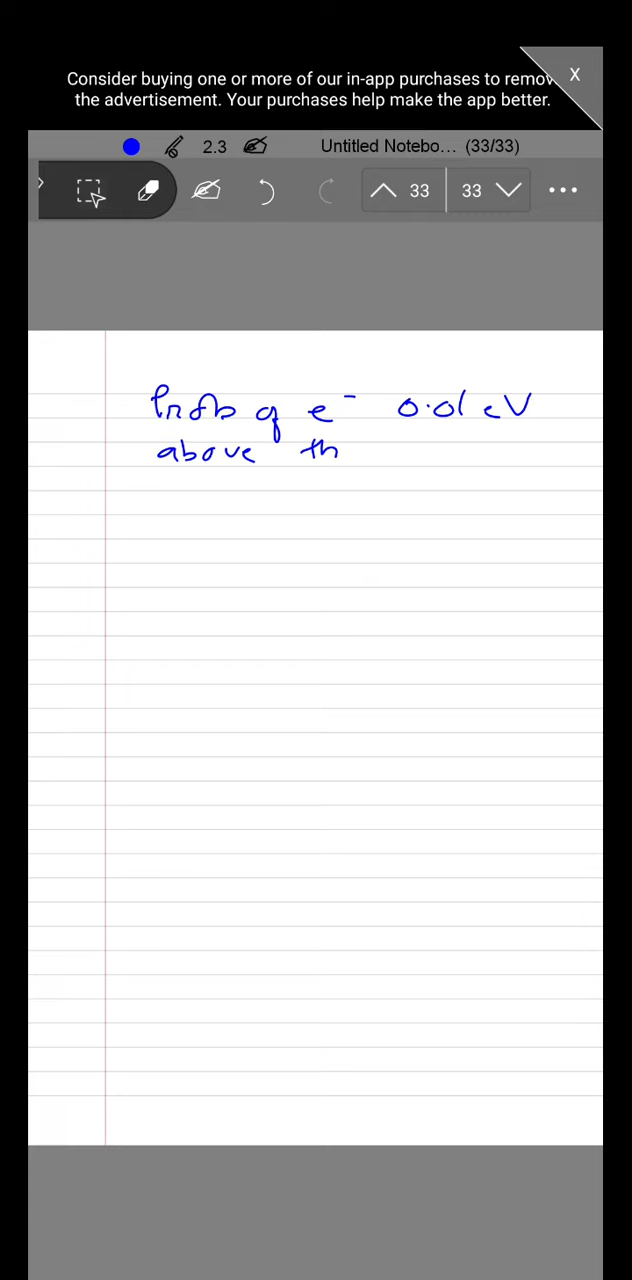 Consider buying one or more of our in-app purchases to remov
the advertisement. Your purchases help make the app better.
X
2.3 Untitled Notebo... (33/33)
33 33
Prob of e⁻ 0.01 eV
above th